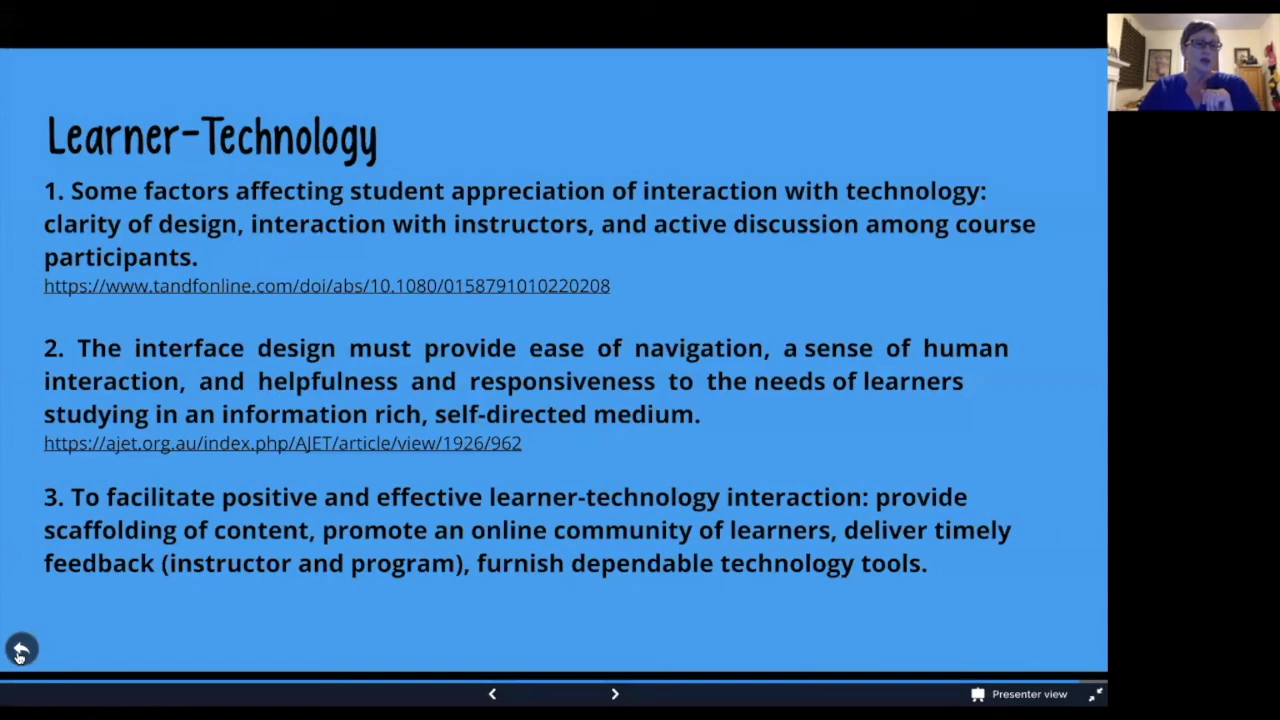 Learner-Technology
1. Some factors affecting student appreciation of interaction with technology:
clarity of design, interaction with instructors, and active discussion among course
participants.
https://www.tandfonline.com/doi/abs/10.1080/0158791010220208
2. The interface design must provide ease of navigation, a sense of human
interaction, and helpfulness and responsiveness to the needs of learners
studying in an information rich, self-directed medium.
https://ajet.org.au/index.php/AJET/article/view/1926/962
3. To facilitate positive and effective learner-technology interaction: provide
scaffolding of content, promote an online community of learners, deliver timely
feedback (instructor and program), furnish dependable technology tools.
Presenter view